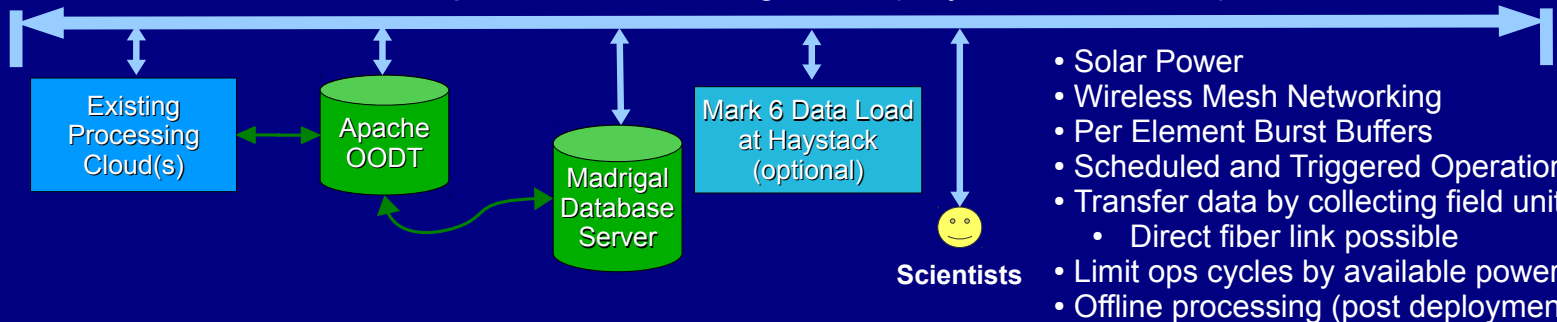 Existing
Processing
Cloud(s)
Apache
OODT
Madrigal
Database
Server
Mark 6 Data Load
at Haystack
(optional)
Scientists
• Solar Power
• Wireless Mesh Networking
• Per Element Burst Buffers
• Scheduled and Triggered Operation
• Transfer data by collecting field unit
• Direct fiber link possible
• Limit ops cycles by available power
• Offline processing (post deploymen